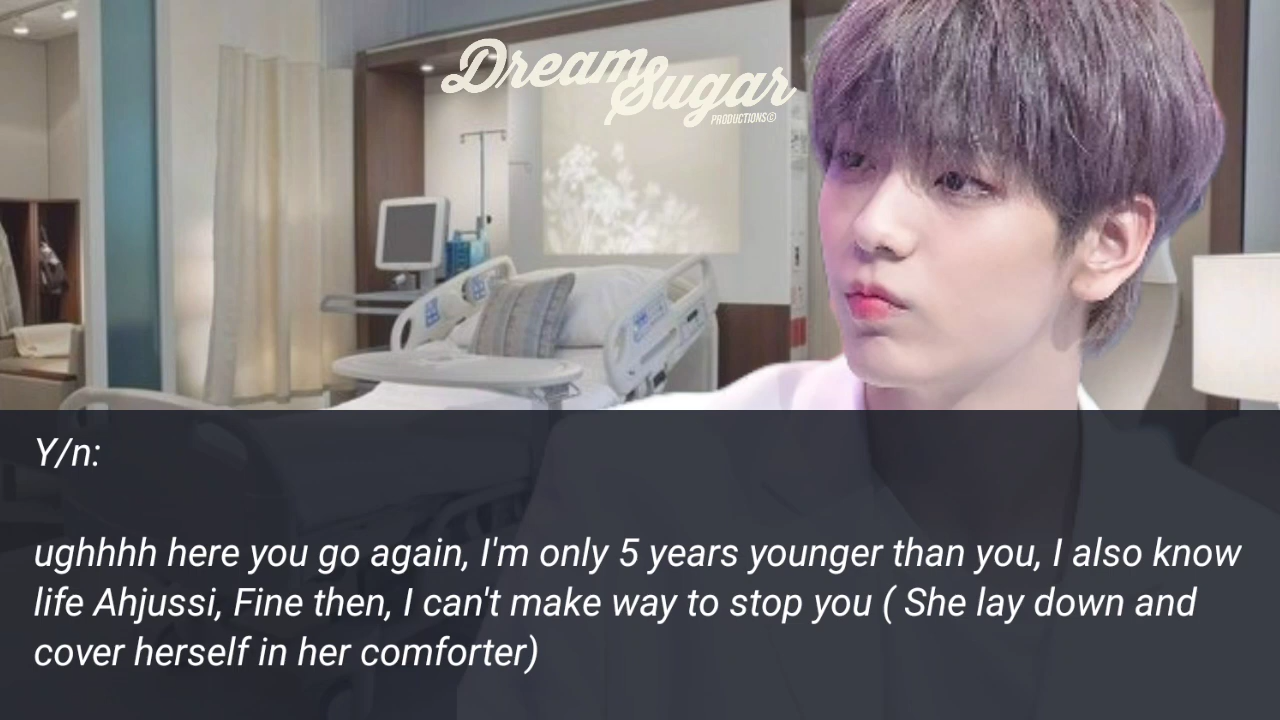 Dream
Sugar
PRODUCTIONS©
Y/n:
ughhhh here you go again, I'm only 5 years younger than you, I also know
life Ahjussi, Fine then, I can't make way to stop you ( She lay down and
cover herself in her comforter)